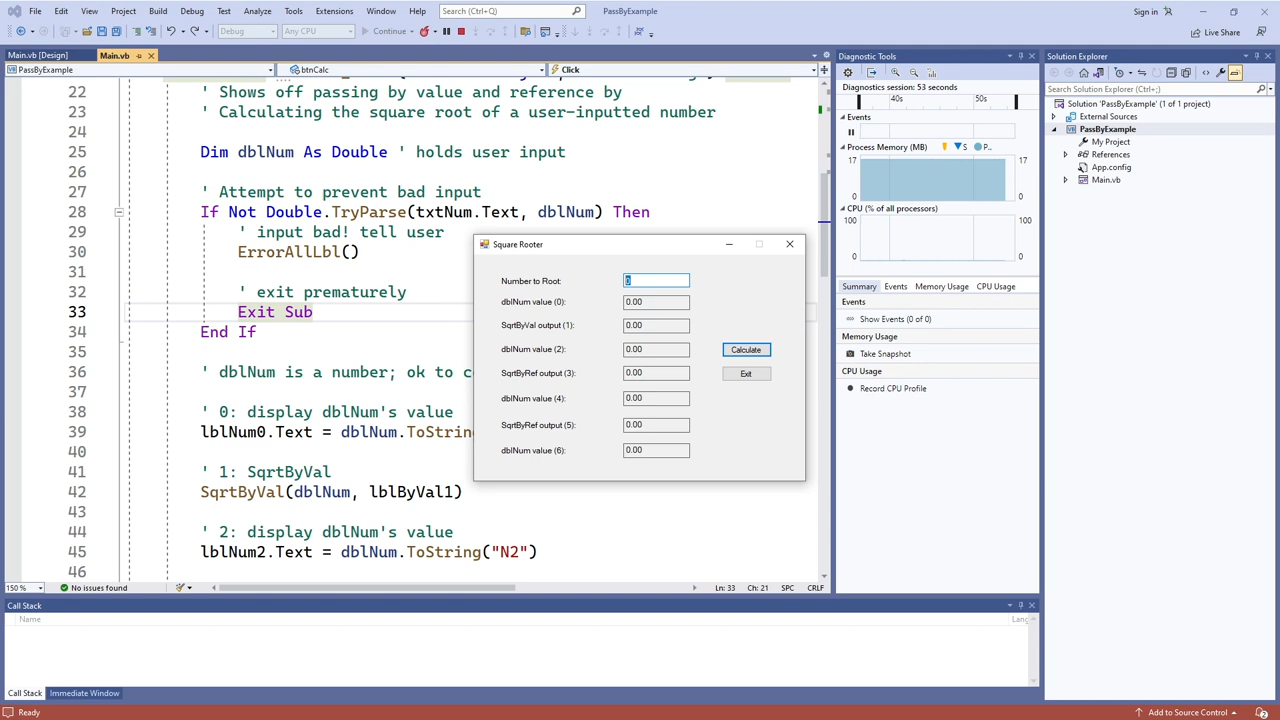 File Edit View Project Build Debug Test Analyze Tools Extensions Window Help Search (Ctrl+Q) PassByExample Sign in
Debug Any CPU Continue Live Share
Main.vb [Design] Main.vb
PassByExample btnCalc Click
22 ' Shows off passing by value and reference by
23 ' Calculating the square root of a user-inputted number
24
25 Dim dblNum As Double ' holds user input
26
27 ' Attempt to prevent bad input
28 If Not Double.TryParse(txtNum.Text, dblNum) Then
29 ' input bad! tell user
30 ErrorAllLbl()
31
32 ' exit prematurely
33 Exit Sub
34 End If
35
36 ' dblNum is a number; ok to c
37
38 ' 0: display dblNum's value
39 lblNum0.Text = dblNum.ToString
40
41 ' 1: SqrtByVal
42 SqrtByVal(dblNum, lblByVal1)
43
44 ' 2: display dblNum's value
45 lblNum2.Text = dblNum.ToString("N2")
46
Square Rooter
Number to Root: 0
dblNum value (0): 0.00
SqrtByVal output (1): 0.00
dblNum value (2): 0.00 Calculate
SqrtByRef output (3): 0.00 Exit
dblNum value (4): 0.00
SqrtByRef output (5): 0.00
dblNum value (6): 0.00
150 % No issues found Ln: 33 Ch: 21 SPC CRLF
Diagnostic Tools
Diagnostics session: 53 seconds
40s 50s
Events
Process Memory (MB) S P...
17 17
0 0
CPU (% of all processors)
100 100
0 0
Summary Events Memory Usage CPU Usage
Events
Show Events (0 of 0)
Memory Usage
Take Snapshot
CPU Usage
Record CPU Profile
Solution Explorer
Search Solution Explorer (Ctrl+;)
Solution 'PassByExample' (1 of 1 project)
External Sources
PassByExample
My Project
References
App.config
Main.vb
Call Stack
Name Lang
Call Stack Immediate Window
Ready Add to Source Control 2